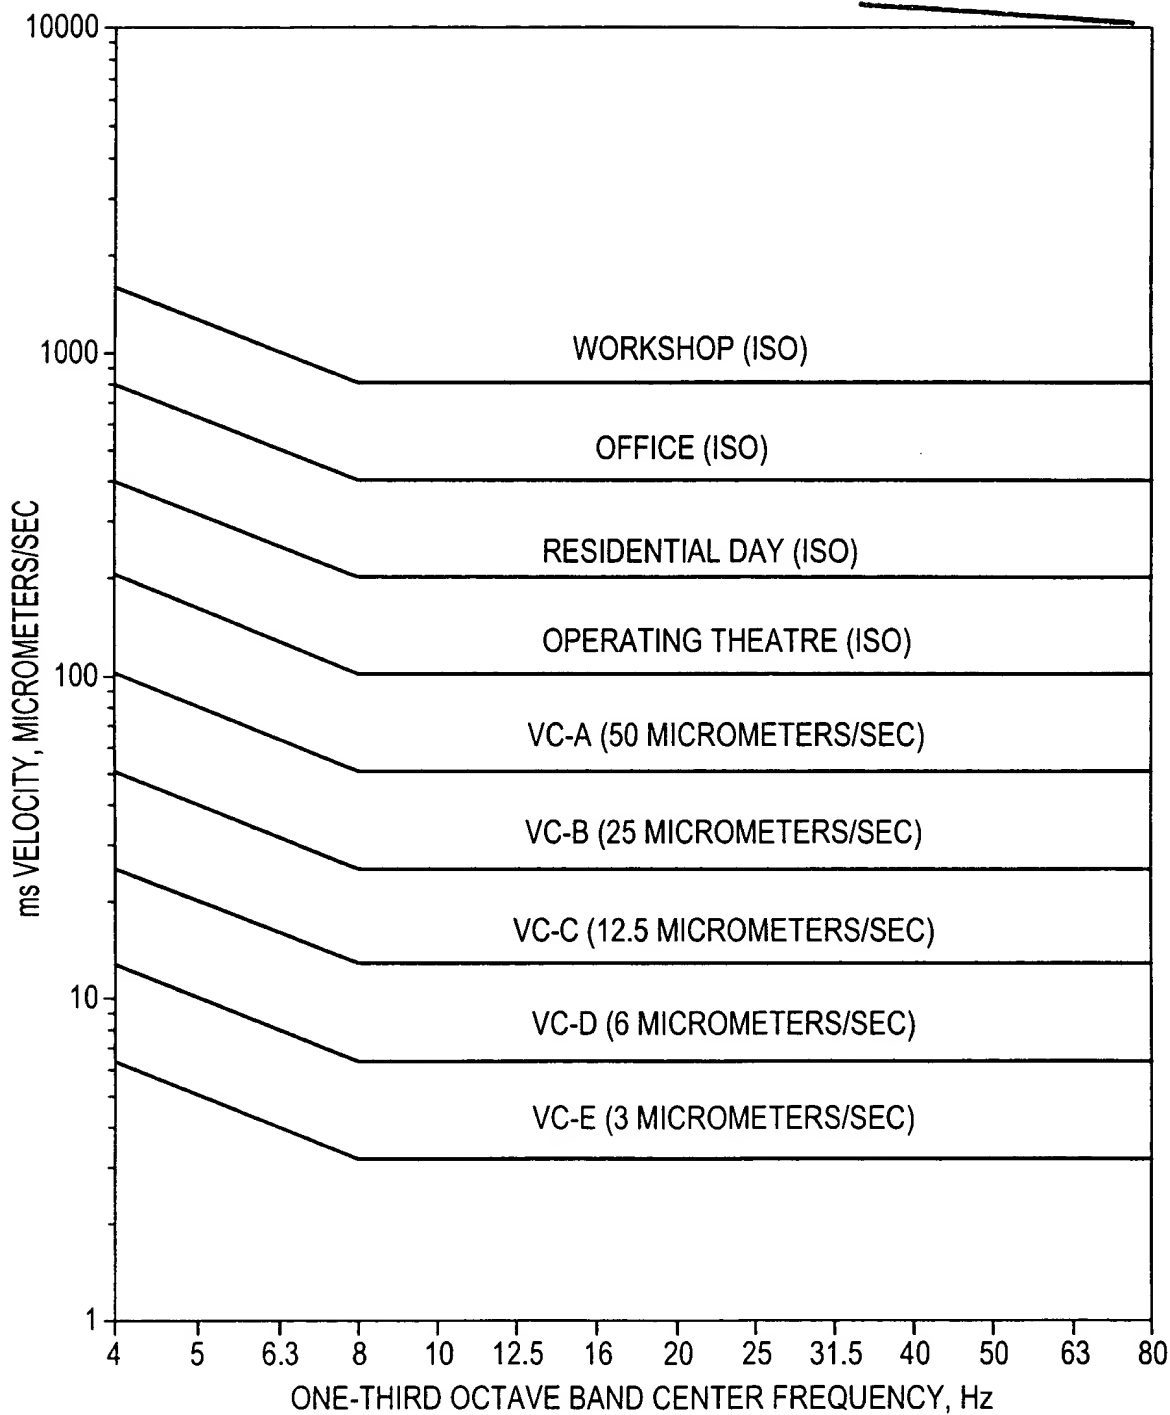 10000
1000
100
10
1
ms VELOCITY, MICROMETERS/SEC
WORKSHOP (ISO)
OFFICE (ISO)
RESIDENTIAL DAY (ISO)
OPERATING THEATRE (ISO)
VC-A (50 MICROMETERS/SEC)
VC-B (25 MICROMETERS/SEC)
VC-C (12.5 MICROMETERS/SEC)
VC-D (6 MICROMETERS/SEC)
VC-E (3 MICROMETERS/SEC)
4 5 6.3 8 10 12.5 16 20 25 31.5 40 50 63 80
ONE-THIRD OCTAVE BAND CENTER FREQUENCY, Hz